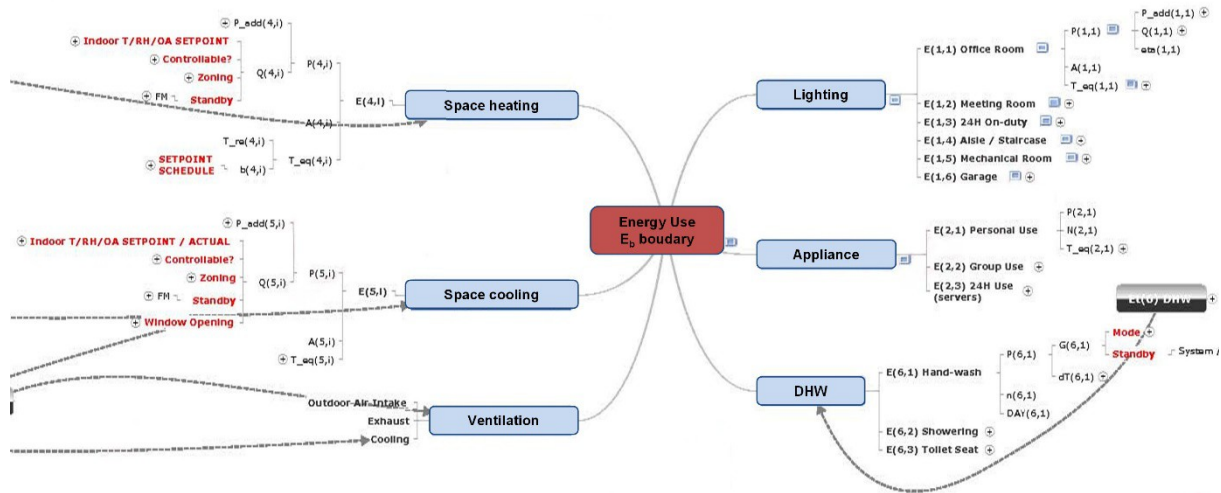 P_add(4,i)
Indoor T/RH/OA SETPOINT
Controllable?
Q(4,i)
Zoning
FM
Standby
P(4,i)
E(4,I)
A(4,i)
T_re(4,i)
SETPOINT
SCHEDULE
b(4,i)
T_eq(4,i)
Space heating
P_add(5,i)
Indoor T/RH/OA SETPOINT / ACTUAL
Controllable?
Zoning
Q(5,i)
FM
Standby
Window Opening
P(5,i)
E(5,I)
A(5,i)
T_eq(5,i)
Space cooling
Outdoor Air Intake
Exhaust
Cooling
Ventilation
Energy Use
Eb boudary
Lighting
E(1,1) Office Room
P(1,1)
P_add(1,1)
Q(1,1)
eta(1,1)
A(1,1)
T_eq(1,1)
E(1,2) Meeting Room
E(1,3) 24H On-duty
E(1,4) Aisle / Staircase
E(1,5) Mechanical Room
E(1,6) Garage
Appliance
E(2,1) Personal Use
P(2,1)
N(2,1)
T_eq(2,1)
E(2,2) Group Use
E(2,3) 24H Use
(servers)
Et(6) DHW
DHW
E(6,1) Hand-wash
P(6,1)
G(6,1)
Mode
Standby
System /
dT(6,1)
n(6,1)
DAY(6,1)
E(6,2) Showering
E(6,3) Toilet Seat